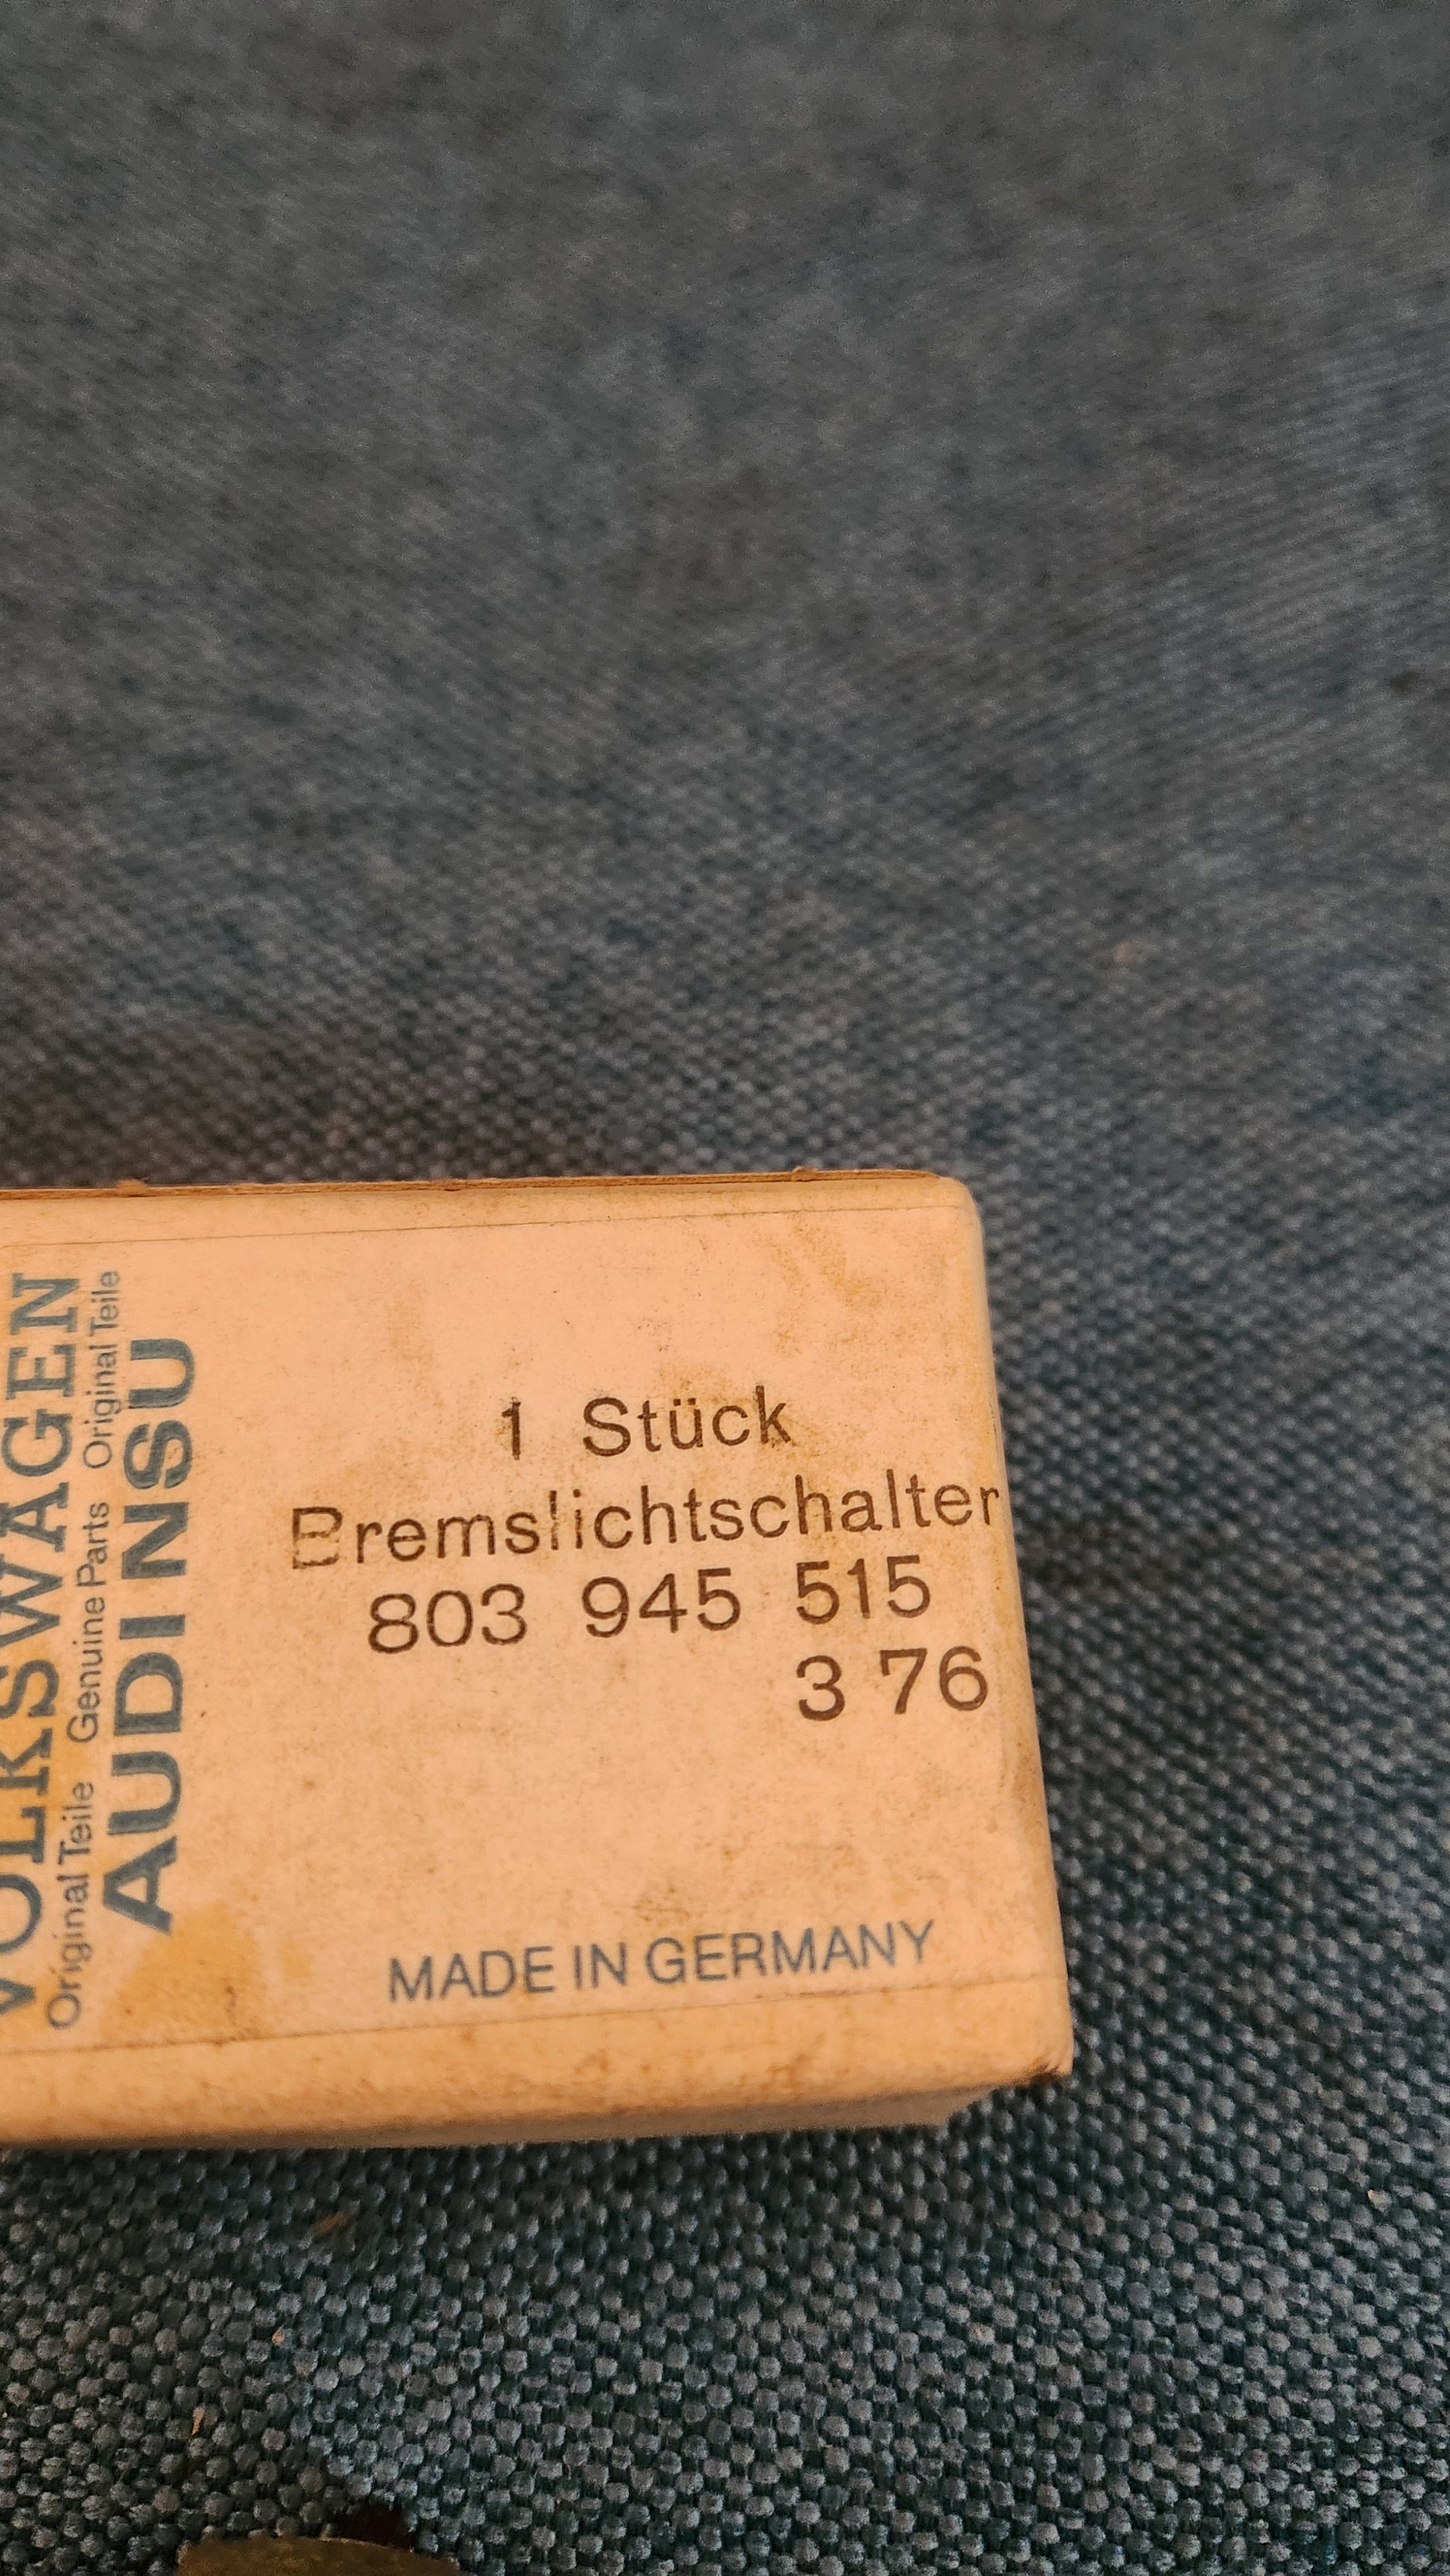 VOLKSWAGEN
Original Teile Genuine Parts Original Teile
AUDI NSU
1 Stück
Bremslichtschalter
803 945 515
3 76
MADE IN GERMANY